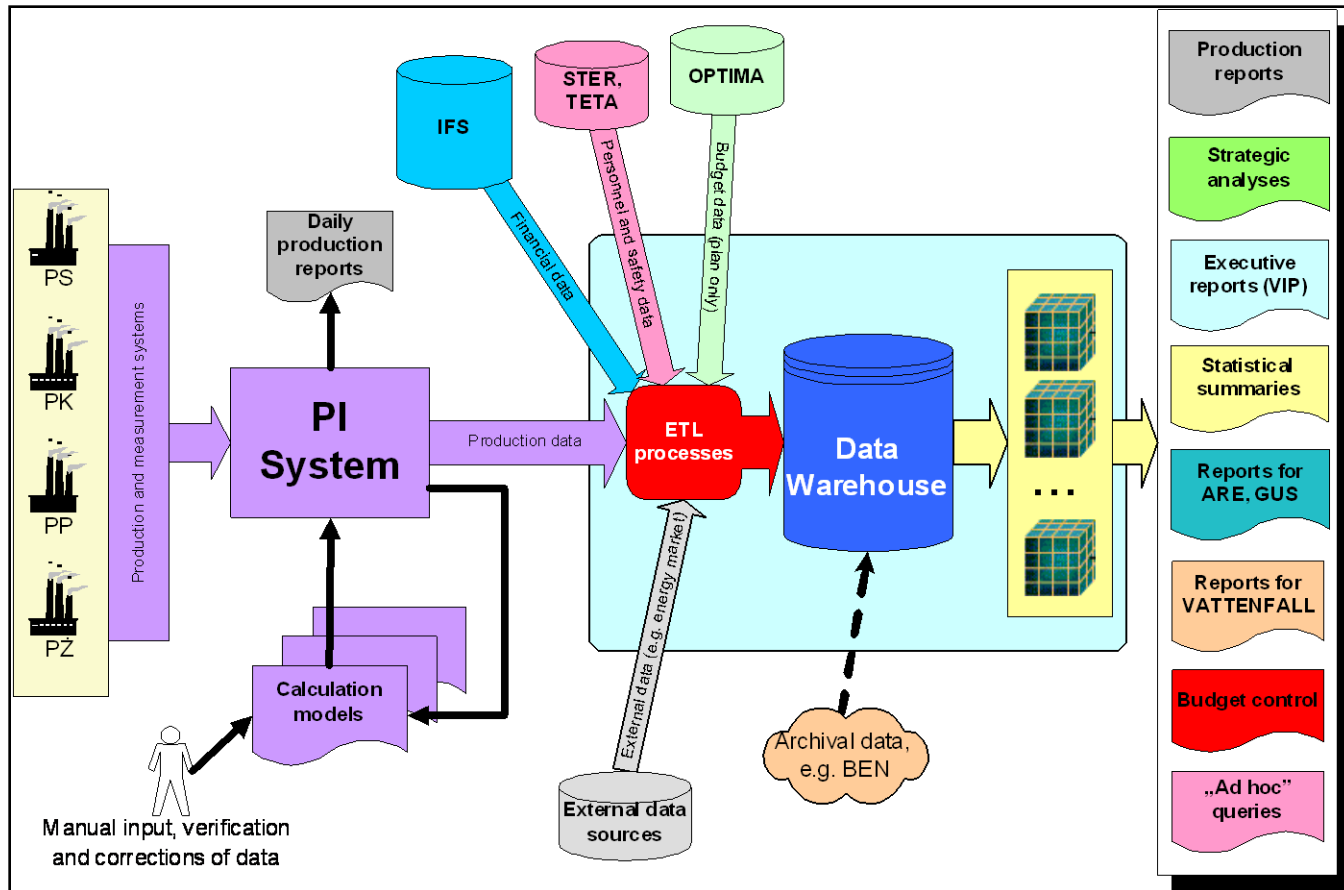 PS
PK
PP
PŻ
Production and measurement systems
Daily
production
reports
PI
System
Calculation
models
Manual input, verification
and corrections of data
Production data
IFS
Financial data
STER,
TETA
Personnel and safety data
OPTIMA
Budget data (plan
only)
ETL
processes
External data (e.g. energy market)
External data
sources
Data
Warehouse
Archival data,
e.g. BEN
...
Production
reports
Strategic
analyses
Executive
reports (VIP)
Statistical
summaries
Reports for
ARE, GUS
Reports for
VATTENFALL
Budget control
„Ad hoc”
queries